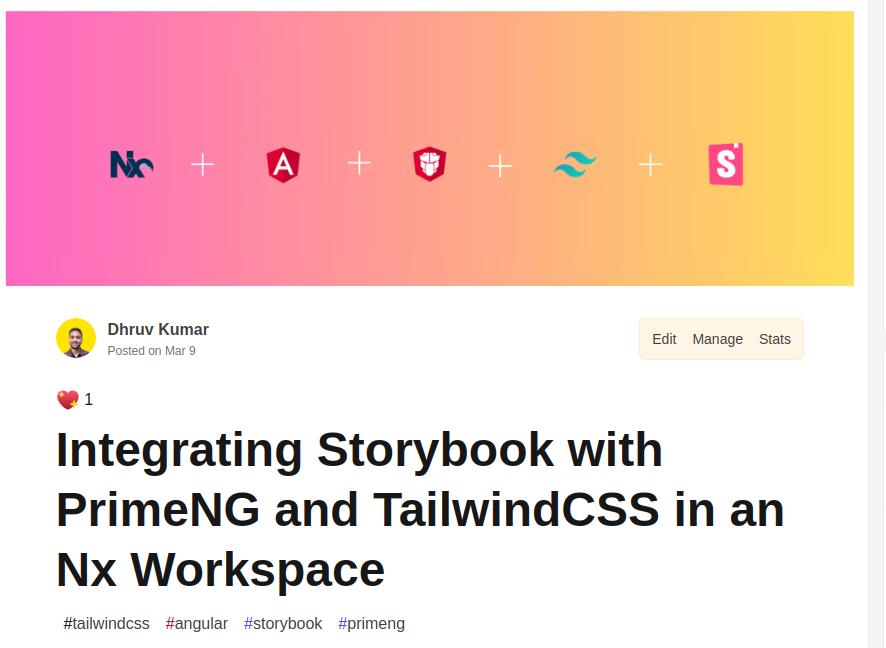 Nx + A + + + S
Dhruv Kumar
Posted on Mar 9
Edit Manage Stats
1
Integrating Storybook with
PrimeNG and TailwindCSS in an
Nx Workspace
#tailwindcss #angular #storybook #primeng